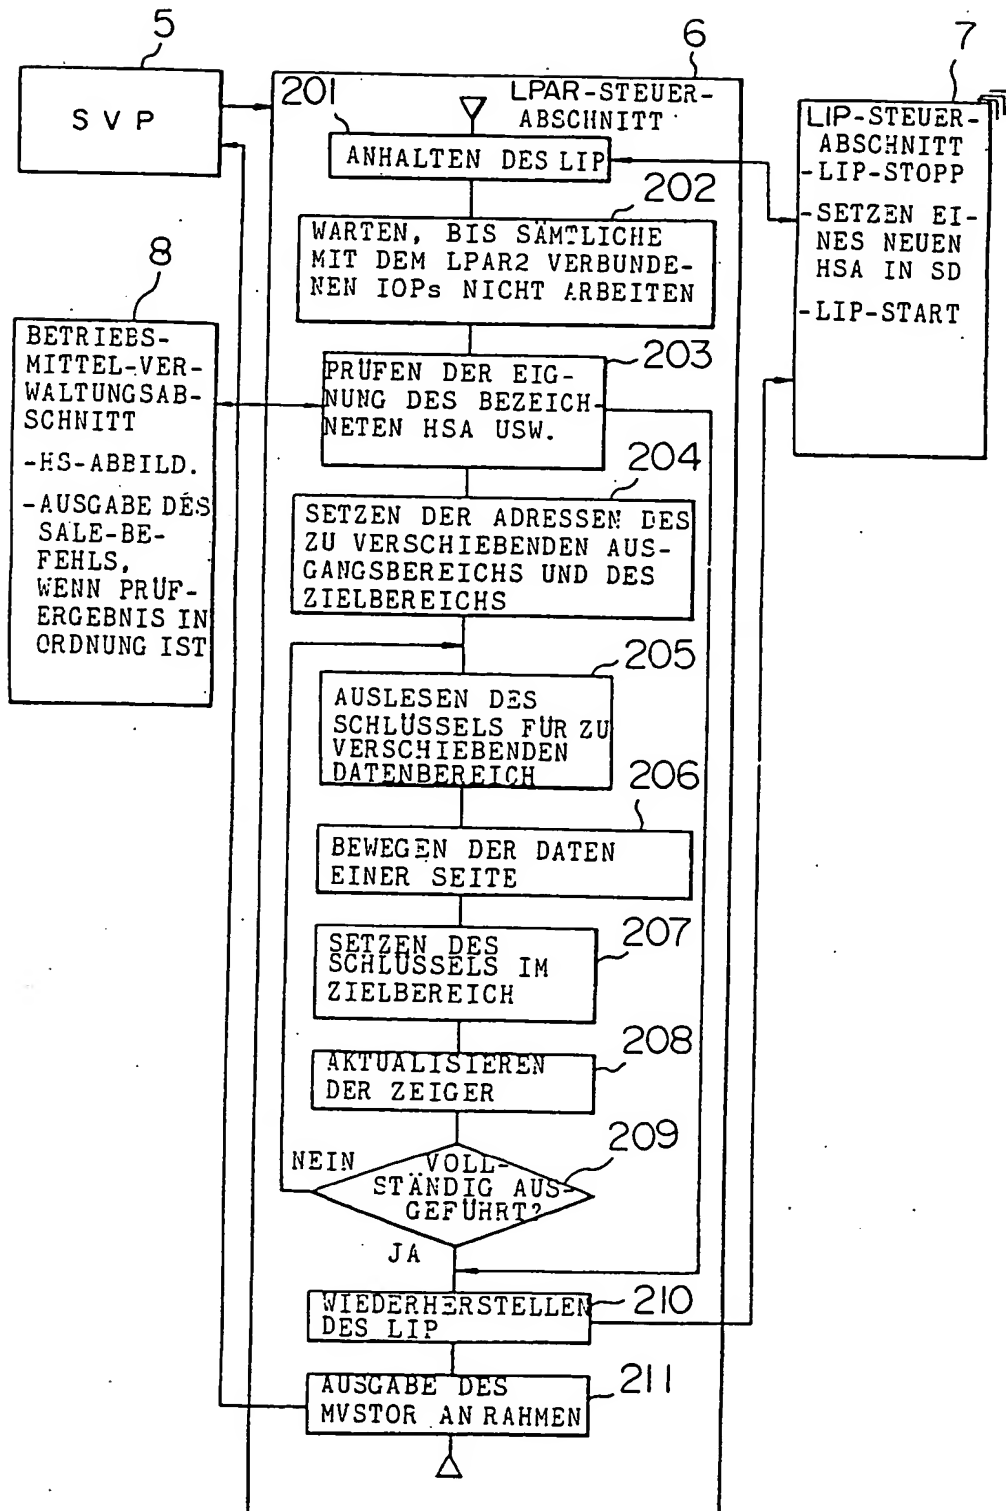 5
SVP
6
LPAR-STEUER-
ABSCHNITT
7
LIP-STEUER-
ABSCHNITT
-LIP-STOPP
-SETZEN EI-
NES NEUEN
HSA IN SD
-LIP-START
8
BETRIEBS-
MITTEL-VER-
WALTUNGSAB-
SCHNITT
-HS-ABBILD.
-AUSGABE DES
SALE-BE-
FEHLS,
WENN PRÜF-
ERGEBNIS IN
ORDNUNG IST
201
ANHALTEN DES LIP
202
WARTEN, BIS SÄMTLICHE
MIT DEM LPAR2 VERBUNDE-
NEN IOPs NICHT ARBEITEN
203
PRÜFEN DER EIG-
NUNG DES BEZEICH-
NETEN HSA USW.
204
SETZEN DER ADRESSEN DES
ZU VERSCHIEBENDEN AUS-
GANGSBEREICHS UND DES
ZIELBEREICHS
205
AUSLESEN DES
SCHLÜSSELS FÜR ZU
VERSCHIEBENDEN
DATENBEREICH
206
BEWEGEN DER DATEN
EINER SEITE
207
SETZEN DES
SCHLÜSSELS IM
ZIELBEREICH
208
AKTUALISIEREN
DER ZEIGER
209
NEIN
VOLL-
STÄNDIG AUS-
GEFÜHRT?
JA
210
WIEDERHERSTELLEN
DES LIP
211
AUSGABE DES
MVSTOR AN RAHMEN